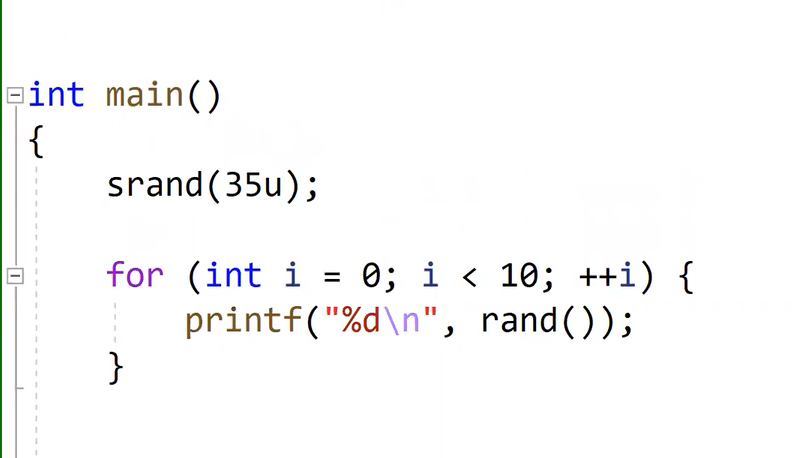 int main()
{
srand(35u);
for (int i = 0; i < 10; ++i) {
printf("%d\n", rand());
}